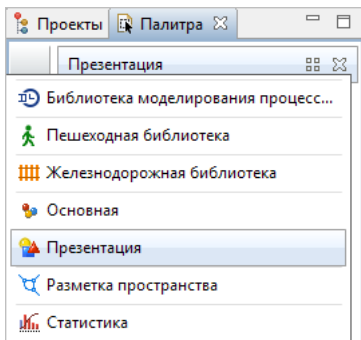 Проекты Палитра
Презентация
Библиотека моделирования процесс...
Пешеходная библиотека
Железнодорожная библиотека
Основная
Презентация
Разметка пространства
Статистика